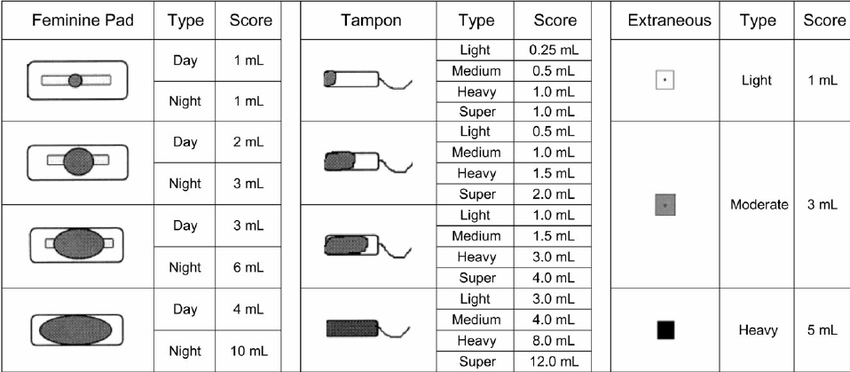 Feminine Pad Type Score
Day 1 mL
Night 1 mL
Day 2 mL
Night 3 mL
Day 3 mL
Night 6 mL
Day 4 mL
Night 10 mL
Tampon Type Score
Light 0.25 mL
Medium 0.5 mL
Heavy 1.0 mL
Super 1.0 mL
Light 0.5 mL
Medium 1.0 mL
Heavy 1.5 mL
Super 2.0 mL
Light 1.0 mL
Medium 1.5 mL
Heavy 3.0 mL
Super 4.0 mL
Light 3.0 mL
Medium 4.0 mL
Heavy 8.0 mL
Super 12.0 mL
Extraneous Type Score
Light 1 mL
Moderate 3 mL
Heavy 5 mL